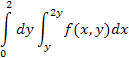 ∫₀² dy ∫_y^{2y} f(x, y) dx